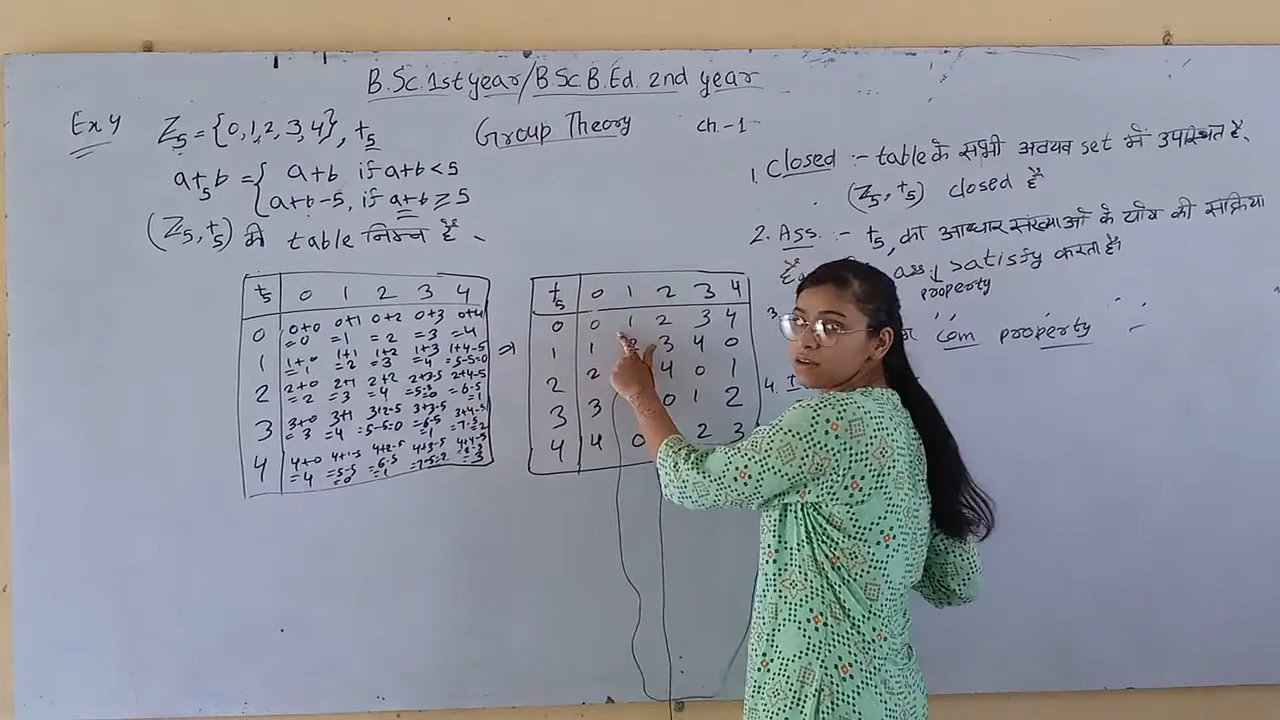 B.Sc.1styear/B.Sc.B.Ed. 2nd year
Group Theory ch.-1
Ex 4 Z5={0,1,2,3,4}, +5
a+5b={ a+b if a+b<5
a+b-5, if a+b≥5
(Z5,+5) की table निम्न है -
+5 0 1 2 3 4
0 0+0=0 0+1=1 0+2=2 0+3=3 0+4=4
1 1+0=1 1+1=2 1+2=3 1+3=4 1+4-5=5-5=0
2 2+0=2 2+1=3 2+2=4 2+3-5=5-5=0 2+4-5=6-5=1
3 3+0=3 3+1=4 3+2-5=5-5=0 3+3-5=6-5=1 3+4-5=7-5=2
4 4+0=4 4+1-5=5-5=0 4+2-5=6-5=1 4+3-5=7-5=2 4+4-5=8-5=3
⇒
+5 0 1 2 3 4
0 0 1 2 3 4
1 1 2 3 4 0
2 2 4 0 1
3 3 0 1 2
4 4 0 2 3
1. Closed :- table के सभी अवयव set में उपस्थित है.
(Z5,+5) closed है
2. Ass. :- +5, का आधार संख्याओं के योग की सक्रिया
है ass. satisfy करता है
property
3.
com property -
4.